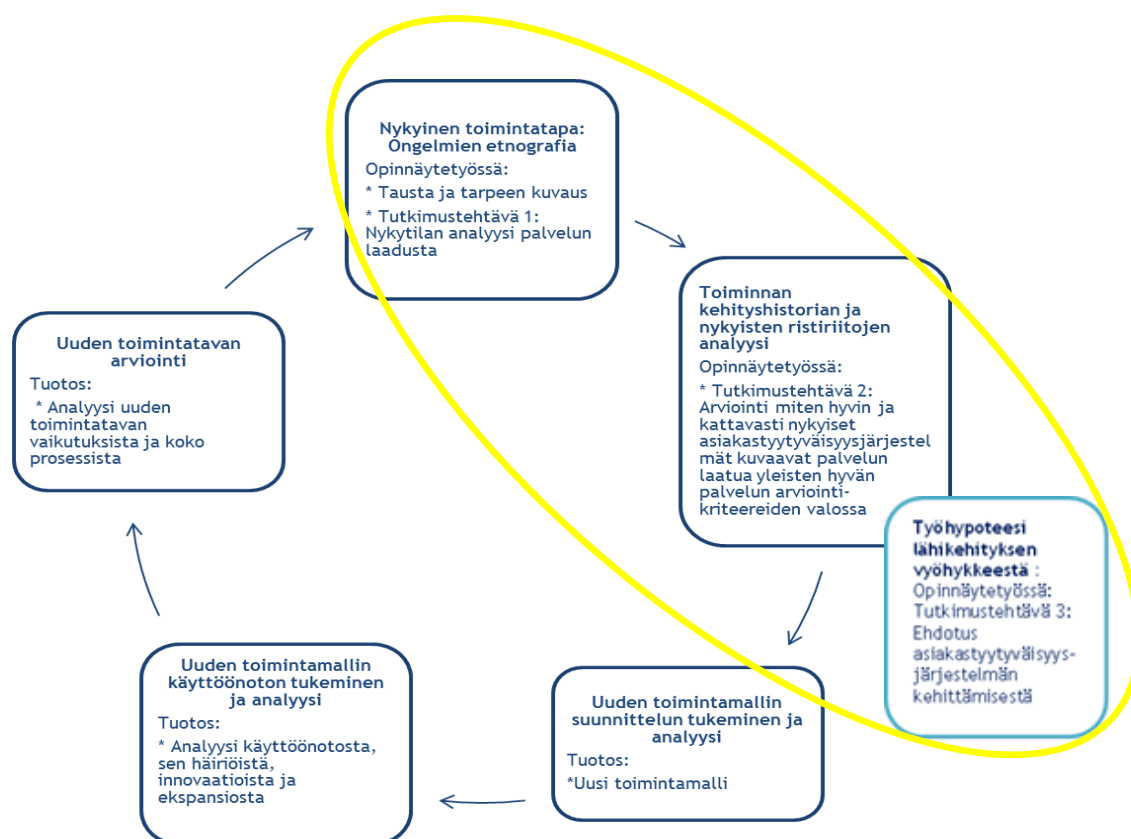 Nykyinen toimintatapa:
Ongelmien etnografia
Opinnäytetyössä:
* Tausta ja tarpeen kuvaus
* Tutkimustehtävä 1:
Nykytilan analyysi palvelun
laadusta
Toiminnan
kehityshistorian ja
nykyisten ristiriitojen
analyysi
Opinnäytetyössä:
* Tutkimustehtävä 2:
Arviointi miten hyvin ja
kattavasti nykyiset
asiakastyytyväisyysjärjestel
mät kuvaavat palvelun
laatua yleisten hyvän
palvelun arviointi-
kriteereiden valossa
Työhypoteesi
lähikehityksen
vyöhykkeestä :
Opinnäytetyössä:
Tutkimustehtävä 3:
Ehdotus
asiakastyytyväisyys-
järjestelmän
kehittämisestä
Uuden toimintamallin
suunnittelun tukeminen ja
analyysi
Tuotos:
*Uusi toimintamalli
Uuden toimintamallin
käyttöönoton tukeminen
ja analyysi
Tuotos:
* Analyysi käyttöönotosta,
sen häiriöistä,
innovaatioista ja
ekspansiosta
Uuden toimintatavan
arviointi
Tuotos:
* Analyysi uuden
toimintatavan
vaikutuksista ja koko
prosessista